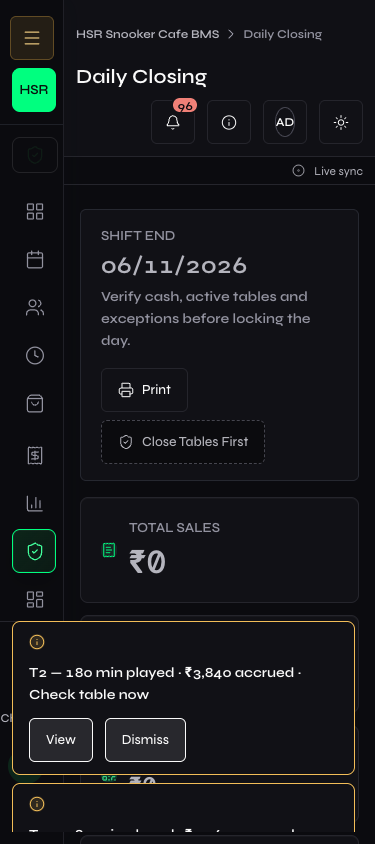 HSR Snooker Cafe BMS > Daily Closing
HSR
Daily Closing
96
AD
Live sync
SHIFT END
06/11/2026
Verify cash, active tables and
exceptions before locking the
day.
Print
Close Tables First
TOTAL SALES
₹0
T2 — 180 min played · ₹3,840 accrued ·
Check table now
View
Dismiss
₹0